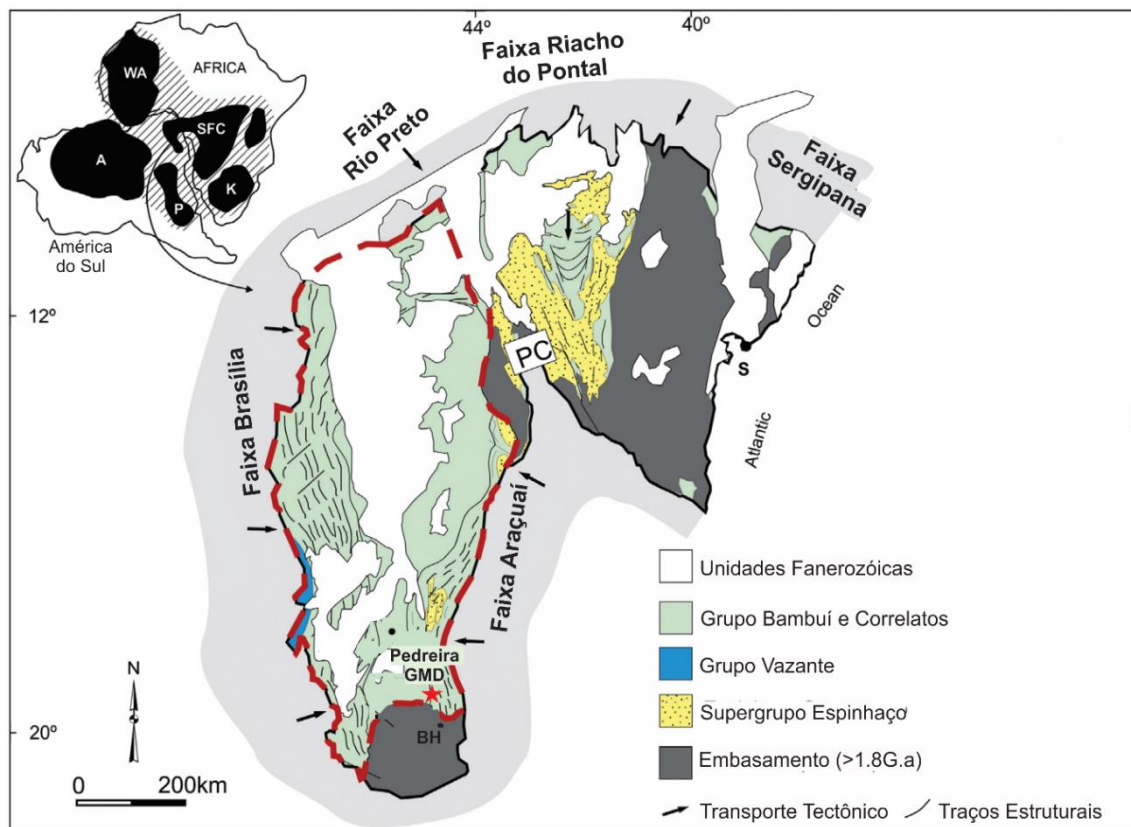 44º
40º
Faixa Riacho
do Pontal
AFRICA
WA
SFC
A
K
P
América
do Sul
Faixa
Rio Preto
Faixa
Sergipana
12º
PC
Ocean
S
Atlantic
Faixa Brasília
Faixa Araçuaí
Pedreira
GMD
BH
20º
N
0
200km
Unidades Fanerozóicas
Grupo Bambuí e Correlatos
Grupo Vazante
Supergrupo Espinhaço
Embasamento (>1.8G.a)
Transporte Tectônico
Traços Estruturais